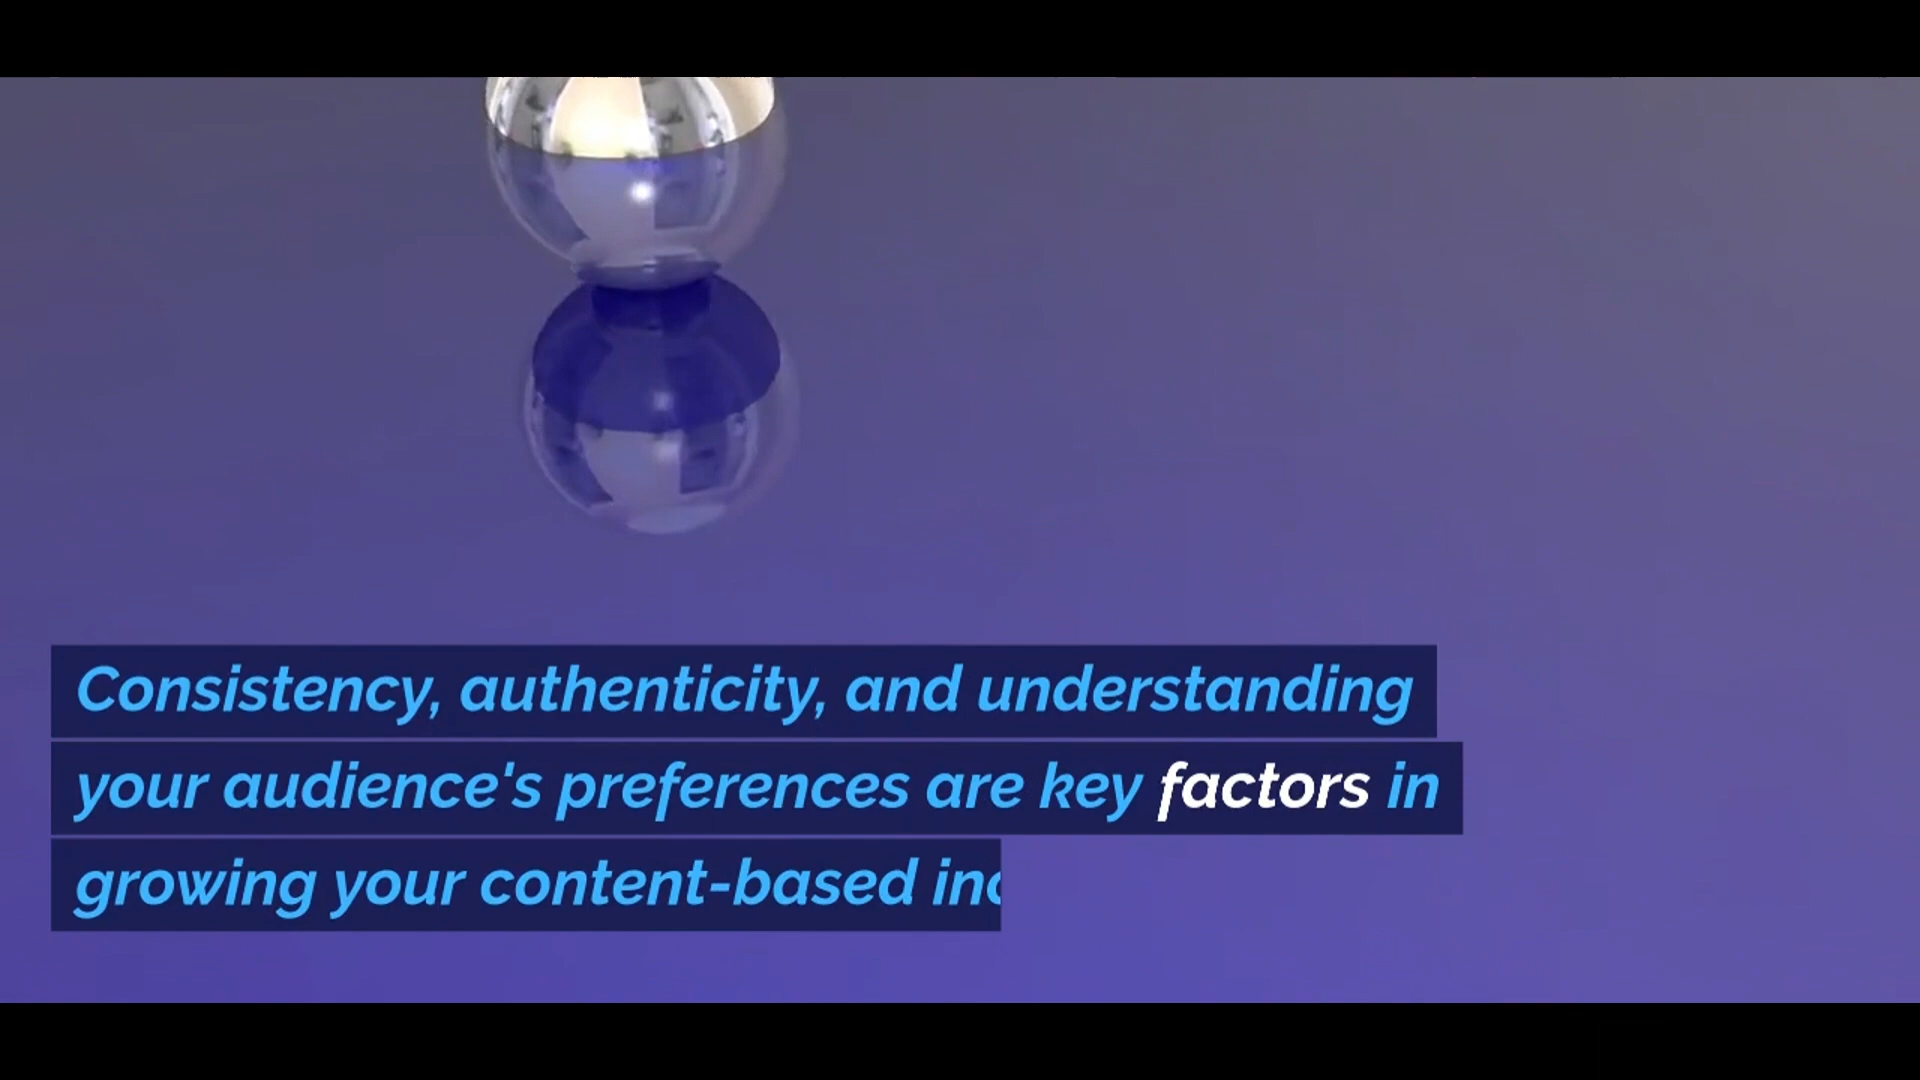 Consistency, authenticity, and understanding
your audience's preferences are key factors in
growing your content-based